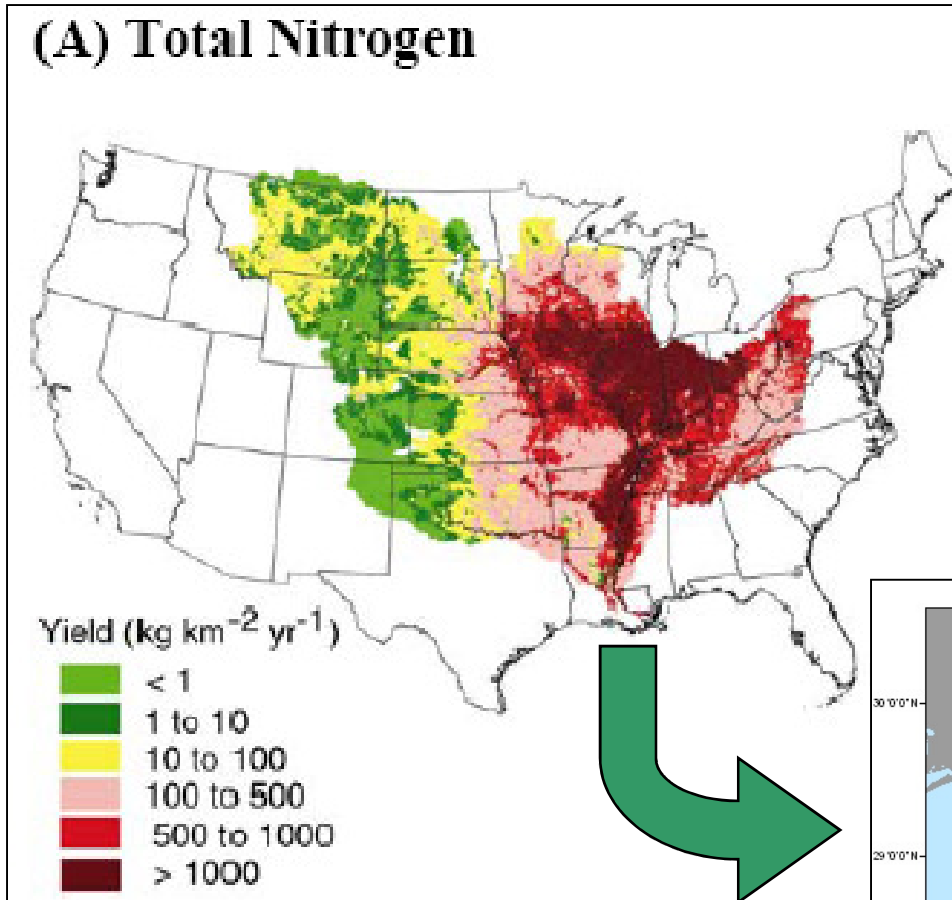 (A) Total Nitrogen
Yield (kg km⁻² yr⁻¹)
< 1
1 to 10
10 to 100
100 to 500
500 to 1000
> 1000
30°0'0"N
29°0'0"N